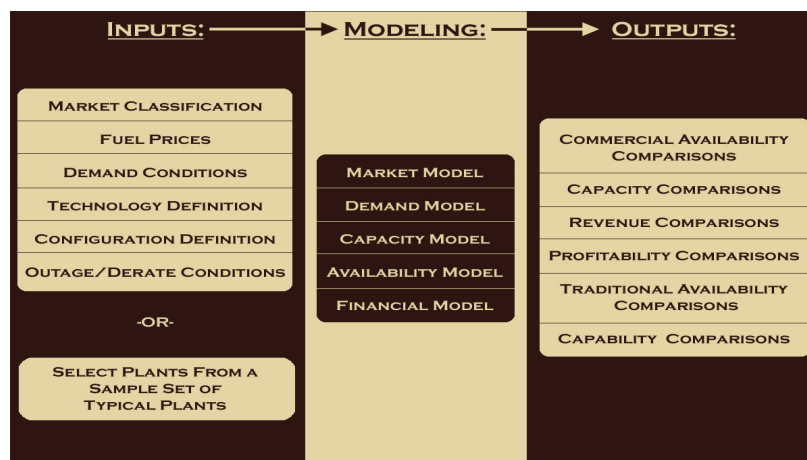 INPUTS:
MODELING:
OUTPUTS:
MARKET CLASSIFICATION
FUEL PRICES
DEMAND CONDITIONS
TECHNOLOGY DEFINITION
CONFIGURATION DEFINITION
OUTAGE/DERATE CONDITIONS
-OR-
SELECT PLANTS FROM A
SAMPLE SET OF
TYPICAL PLANTS
MARKET MODEL
DEMAND MODEL
CAPACITY MODEL
AVAILABILITY MODEL
FINANCIAL MODEL
COMMERCIAL AVAILABILITY
COMPARISONS
CAPACITY COMPARISONS
REVENUE COMPARISONS
PROFITABILITY COMPARISONS
TRADITIONAL AVAILABILITY
COMPARISONS
CAPABILITY COMPARISONS